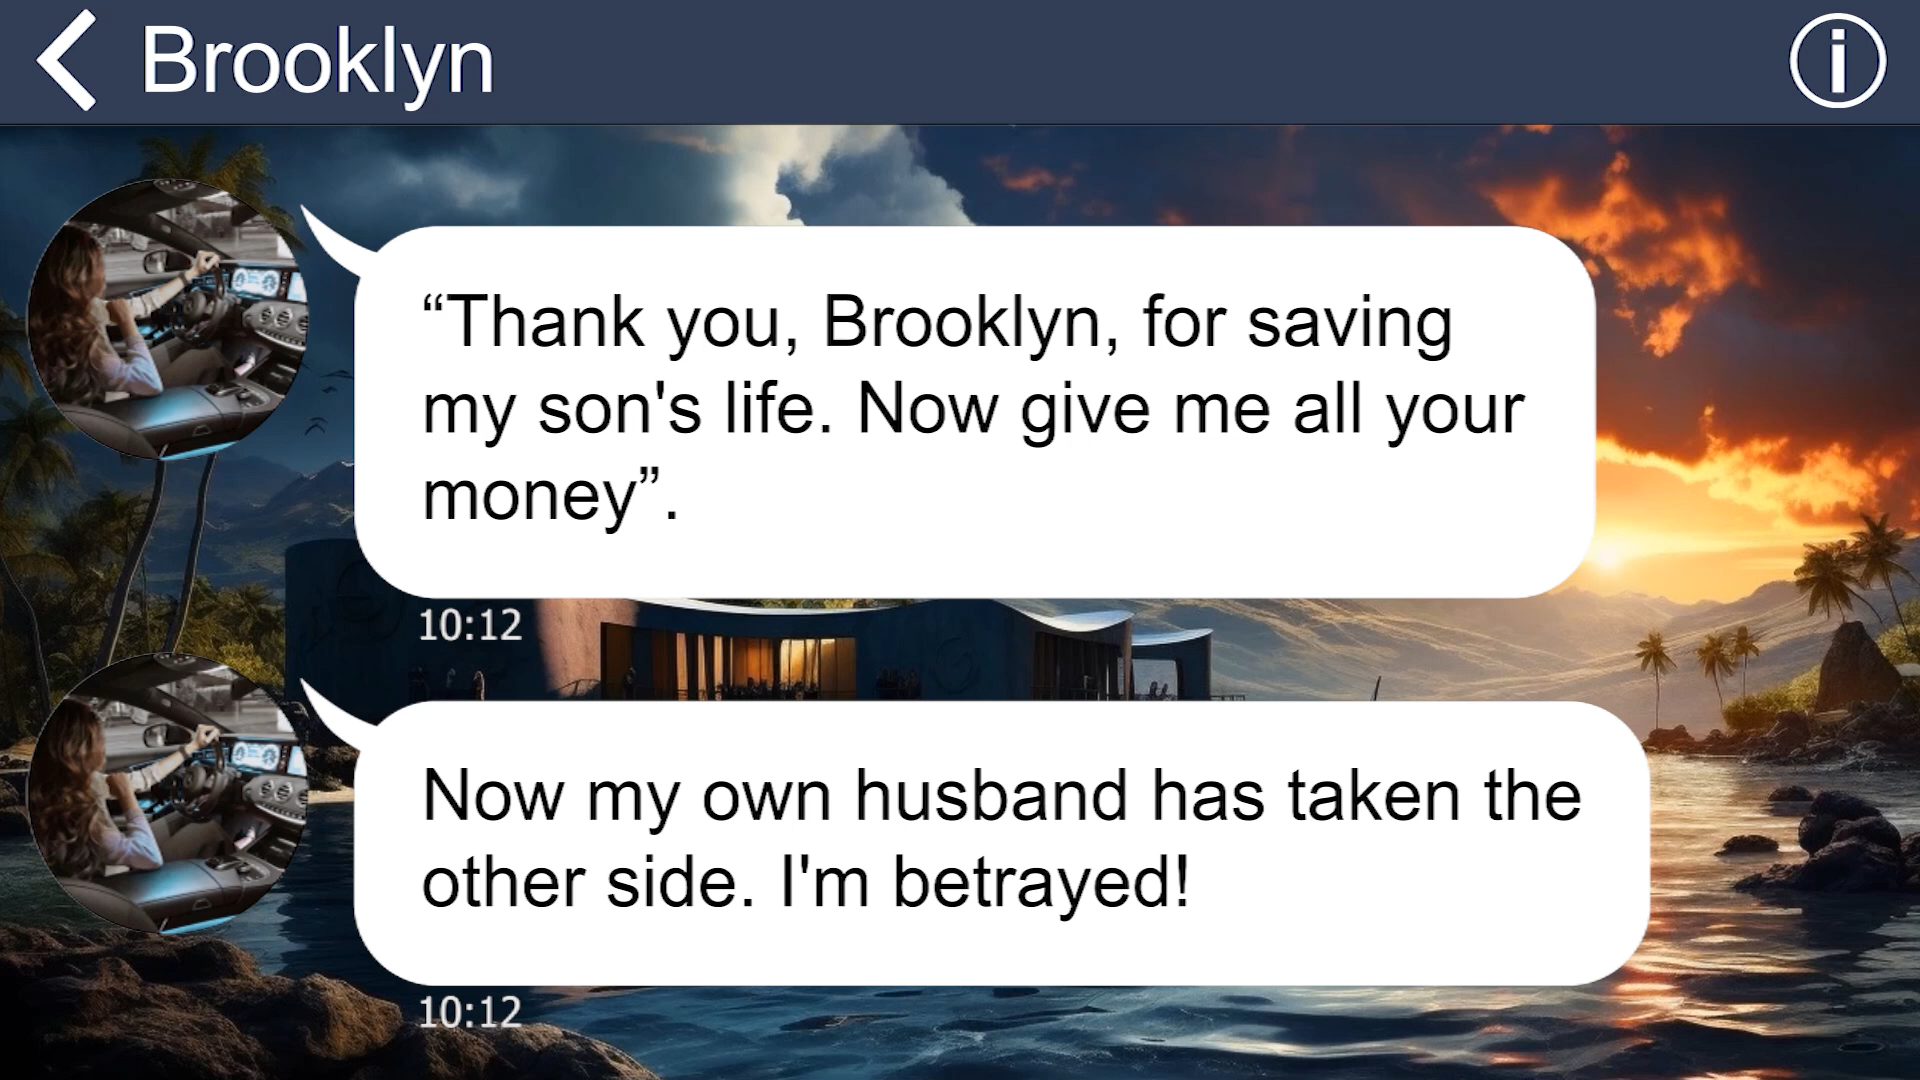 Brooklyn
“Thank you, Brooklyn, for saving
my son's life. Now give me all your
money”.
10:12
Now my own husband has taken the
other side. I'm betrayed!
10:12